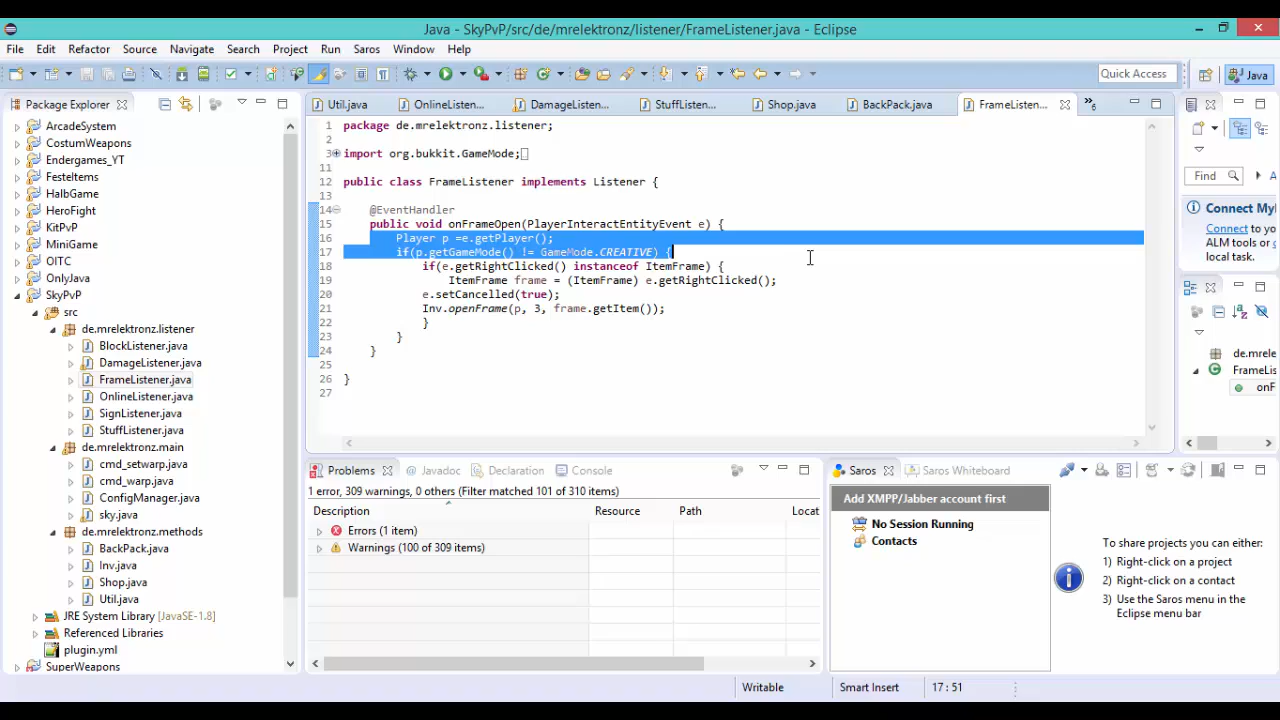 Java - SkyPvP/src/de/mrelektronz/listener/FrameListener.java - Eclipse
File Edit Refactor Source Navigate Search Project Run Saros Window Help
Quick Access
Java
Package Explorer
ArcadeSystem
CostumWeapons
Endergames_YT
FesteItems
HalbGame
HeroFight
KitPvP
MiniGame
OITC
OnlyJava
SkyPvP
src
de.mrelektronz.listener
BlockListener.java
DamageListener.java
FrameListener.java
OnlineListener.java
SignListener.java
StuffListener.java
de.mrelektronz.main
cmd_setwarp.java
cmd_warp.java
ConfigManager.java
sky.java
de.mrelektronz.methods
BackPack.java
Inv.java
Shop.java
Util.java
JRE System Library [JavaSE-1.8]
Referenced Libraries
plugin.yml
SuperWeapons
Util.java OnlineListen... DamageListen... StuffListen... Shop.java BackPack.java FrameListen... »5
1 package de.mrelektronz.listener;
2
3 import org.bukkit.GameMode;
11
12 public class FrameListener implements Listener {
13
14 @EventHandler
15 public void onFrameOpen(PlayerInteractEntityEvent e) {
16 Player p =e.getPlayer();
17 if(p.getGameMode() != GameMode.CREATIVE) {
18 if(e.getRightClicked() instanceof ItemFrame) {
19 ItemFrame frame = (ItemFrame) e.getRightClicked();
20 e.setCancelled(true);
21 Inv.openFrame(p, 3, frame.getItem());
22 }
23 }
24 }
25
26 }
27
Find
A
Connect My
Connect to you
ALM tools or c
local task.
de.mrele
FrameLis
onF
Problems Javadoc Declaration Console
1 error, 309 warnings, 0 others (Filter matched 101 of 310 items)
Description Resource Path Locat
Errors (1 item)
Warnings (100 of 309 items)
Saros Saros Whiteboard
Add XMPP/Jabber account first
No Session Running
Contacts
To share projects you can either:
1) Right-click on a project
2) Right-click on a contact
3) Use the Saros menu in the
Eclipse menu bar
Writable Smart Insert 17 : 51